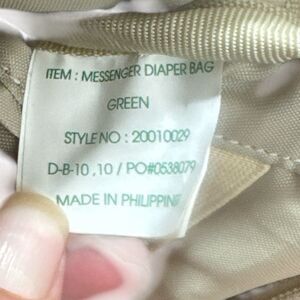 ITEM : MESSENGER DIAPER BAG
GREEN
STYLE NO : 20010029
D-B-10 ,10 / PO#0538079
MADE IN PHILIPPINE